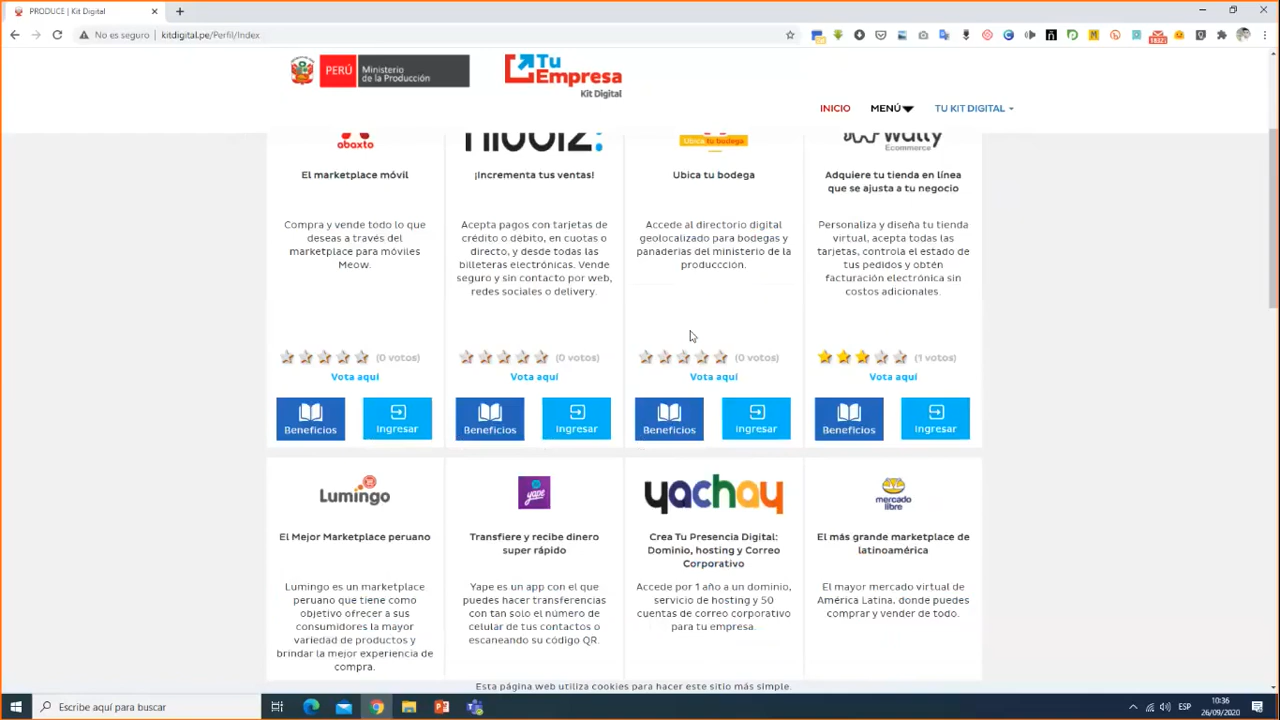 PRODUCE | Kit Digital
No es seguro | kitdigital.pe/Perfil/Index
PERÚ
Ministerio
de la Producción
Tu
Empresa
Kit Digital
INICIO
MENÚ
TU KIT DIGITAL
abaxto
El marketplace móvil
Compra y vende todo lo que
deseas a través del
marketplace para móviles
Meow.
(0 votos)
Vota aquí
Beneficios
Ingresar
niubiz
¡Incrementa tus ventas!
Acepta pagos con tarjetas de
crédito o débito, en cuotas o
directo, y desde todas las
billeteras electrónicas. Vende
seguro y sin contacto por web,
redes sociales o delivery.
(0 votos)
Vota aquí
Beneficios
Ingresar
Ubica tu bodega
Ubica tu bodega
Accede al directorio digital
geolocalizado para bodegas y
panaderías del ministerio de la
produccción.
(0 votos)
Vota aquí
Beneficios
Ingresar
Wally
Ecommerce
Adquiere tu tienda en línea
que se ajusta a tu negocio
Personaliza y diseña tu tienda
virtual, acepta todas las
tarjetas, controla el estado de
tus pedidos y obtén
facturación electrónica sin
costos adicionales.
(1 votos)
Vota aquí
Beneficios
Ingresar
Lumingo
El Mejor Marketplace peruano
Lumingo es un marketplace
peruano que tiene como
objetivo ofrecer a sus
consumidores la mayor
variedad de productos y
brindar la mejor experiencia de
compra.
yape
Transfiere y recibe dinero
super rápido
Yape es un app con el que
puedes hacer transferencias
con tan solo el número de
celular de tus contactos o
escaneando su código QR.
yachay
Crea Tu Presencia Digital:
Dominio, hosting y Correo
Corporativo
Accede por 1 año a un dominio,
servicio de hosting y 50
cuentas de correo corporativo
para tu empresa.
mercado
libre
El más grande marketplace de
latinoamérica
El mayor mercado virtual de
América Latina, donde puedes
comprar y vender de todo.
Esta página web utiliza cookies para hacer este sitio más simple.
Escribe aquí para buscar
ESP
10:36
26/09/2020